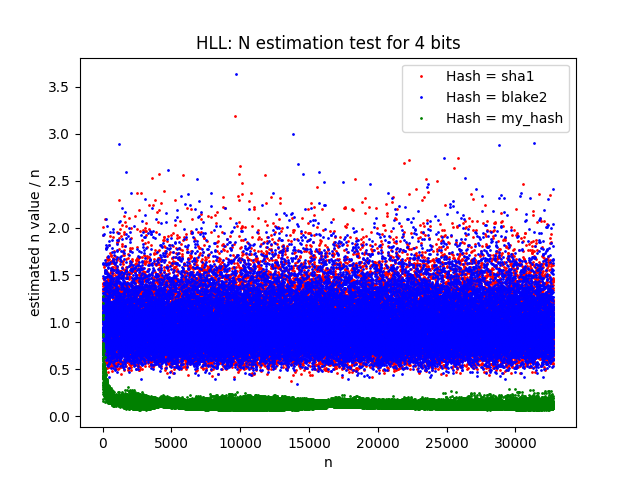 HLL: N estimation test for 4 bits
Hash = sha1
Hash = blake2
Hash = my_hash
estimated n value / n
3.5
3.0
2.5
2.0
1.5
1.0
0.5
0.0
0 5000 10000 15000 20000 25000 30000
n